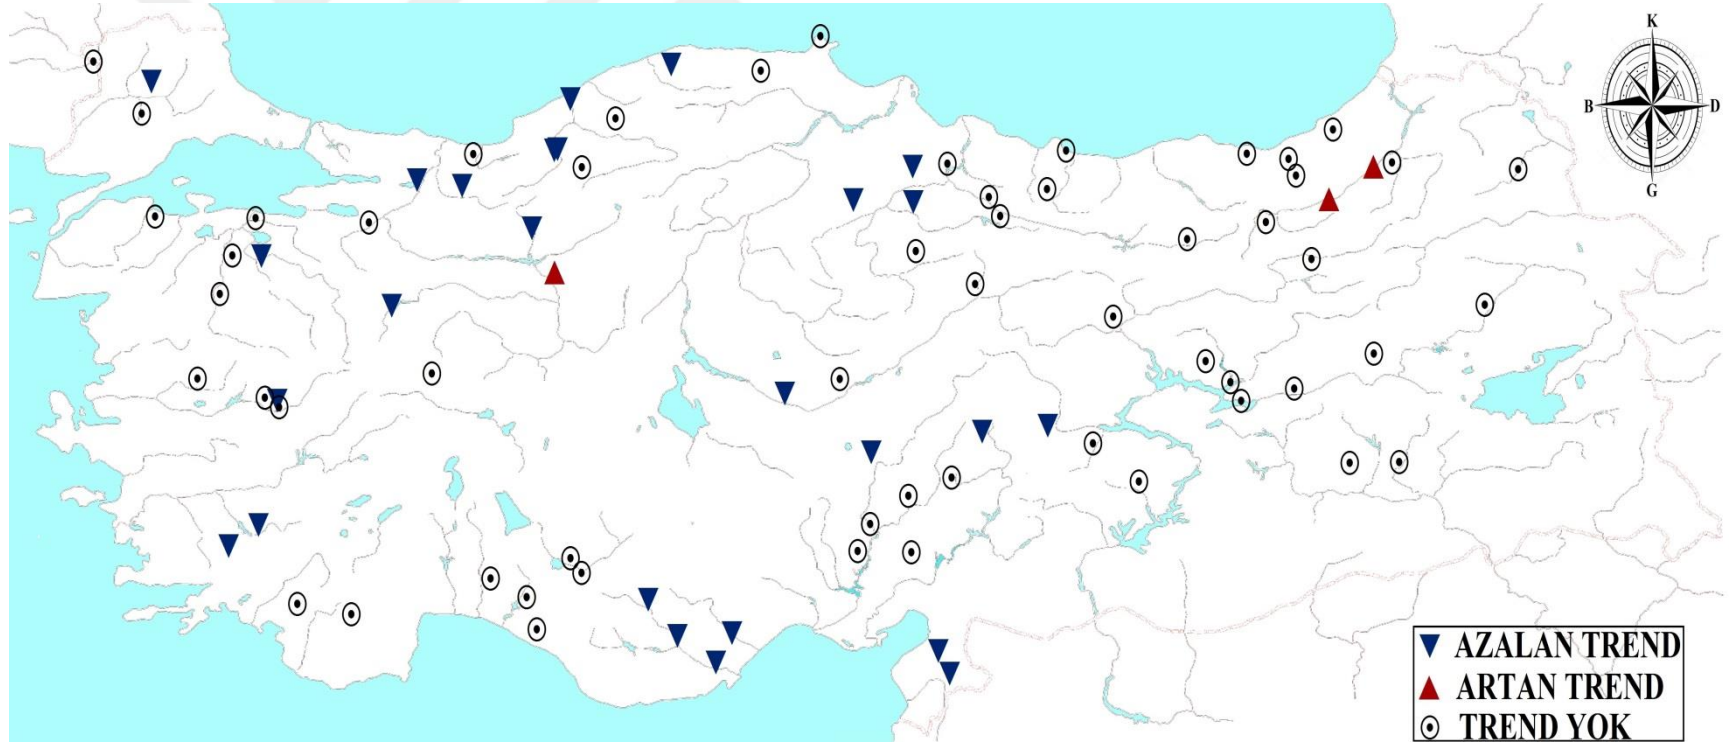 K
B D
G
AZALAN TREND
ARTAN TREND
TREND YOK